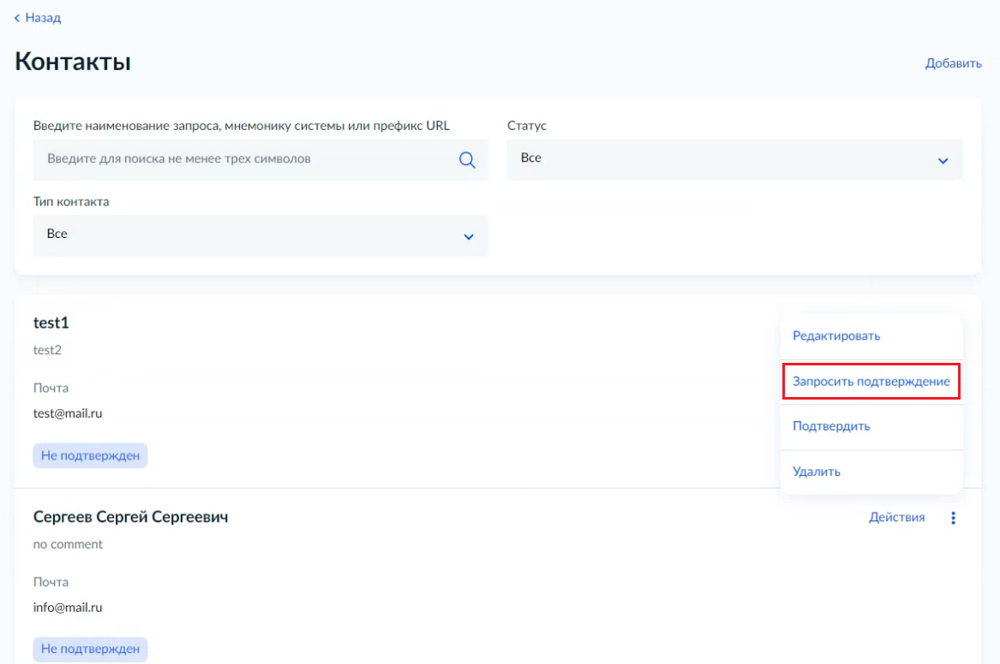 Назад
Контакты
Добавить
Введите наименование запроса, мнемонику системы или префикс URL
Статус
Введите для поиска не менее трех символов
Все
Тип контакта
Все
test1
test2
Почта
test@mail.ru
Не подтвержден
Редактировать
Запросить подтверждение
Подтвердить
Удалить
Сергеев Сергей Сергеевич
Действия
no comment
Почта
info@mail.ru
Не подтвержден